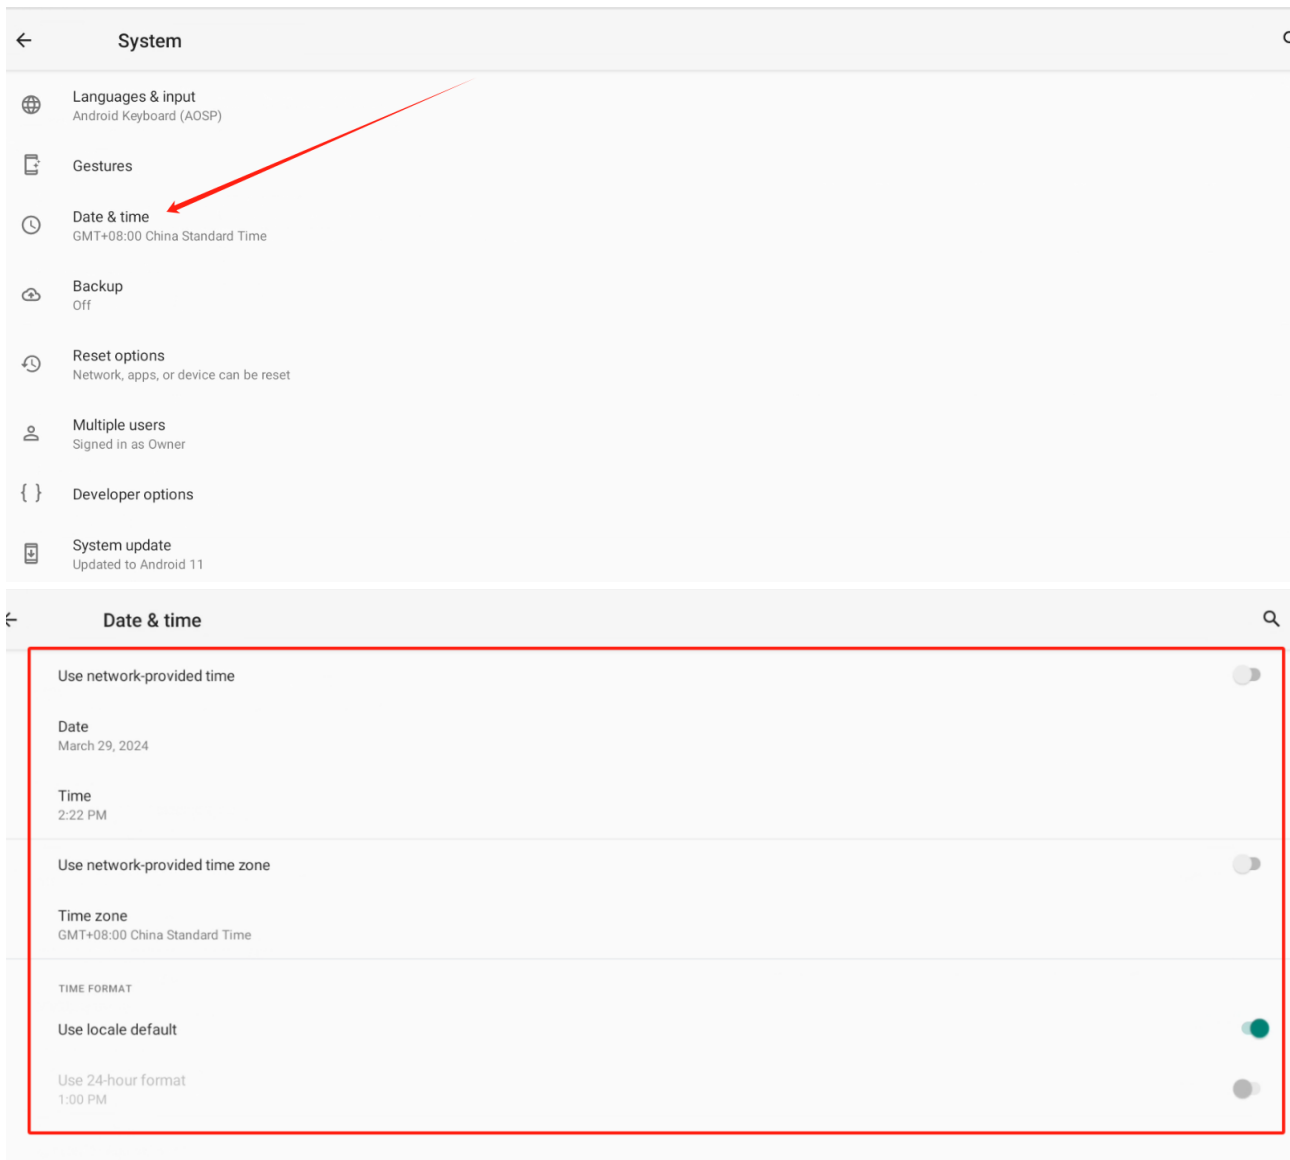 System
Languages & input
Android Keyboard (AOSP)
Gestures
Date & time
GMT+08:00 China Standard Time
Backup
Off
Reset options
Network, apps, or device can be reset
Multiple users
Signed in as Owner
{ }
Developer options
System update
Updated to Android 11
Date & time
Use network-provided time
Date
March 29, 2024
Time
2:22 PM
Use network-provided time zone
Time zone
GMT+08:00 China Standard Time
TIME FORMAT
Use locale default
Use 24-hour format
1:00 PM